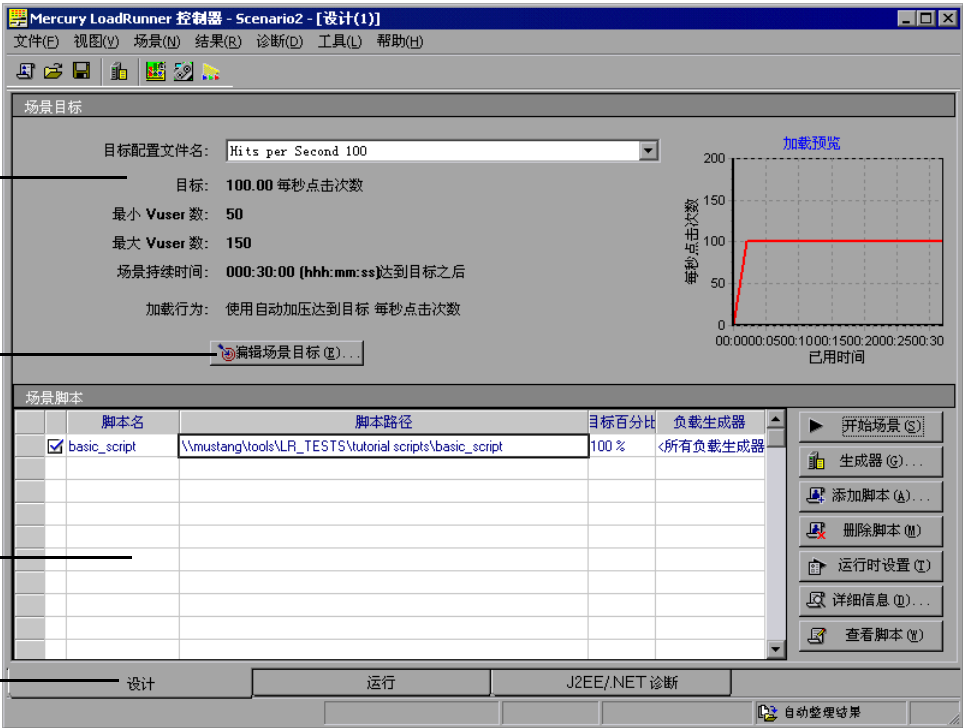 Mercury LoadRunner 控制器 - Scenario2 - [设计(1)]
文件(F) 视图(V) 场景(N) 结果(R) 诊断(D) 工具(L) 帮助(H)
场景目标
目标配置文件名: Hits per Second 100
目标: 100.00 每秒点击次数
最小 Vuser 数: 50
最大 Vuser 数: 150
场景持续时间: 000:30:00 (hhh:mm:ss)达到目标之后
加载行为: 使用自动加压达到目标 每秒点击次数
编辑场景目标(E)...
加载预览
每秒点击次数
200
150
100
50
0
00:0000:0500:1000:1500:2000:2500:30
已用时间
场景脚本
脚本名 脚本路径 目标百分比 负载生成器
basic_script \\mustang\tools\LR_TESTS\tutorial scripts\basic_script 100 % <所有负载生成器
开始场景(S)
生成器(G)...
添加脚本(A)...
删除脚本(M)
运行时设置(T)
详细信息(D)...
查看脚本(W)
设计 运行 J2EE/.NET 诊断
自动整理结果